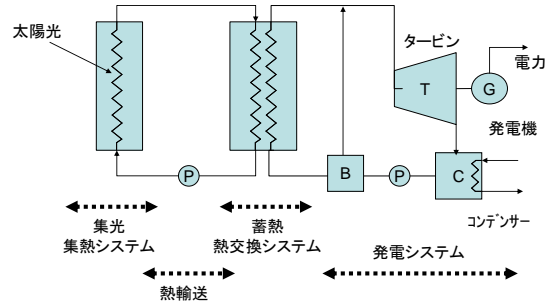 太陽光
タービン
電力
T
G
発電機
P
B
P
C
コンデンサー
集光
集熱システム
蓄熱
熱交換システム
発電システム
熱輸送